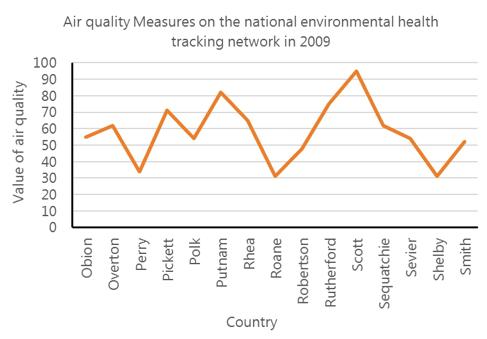 Air quality Measures on the national environmental health
tracking network in 2009
Value of air quality
100
90
80
70
60
50
40
30
20
10
0
Obion
Overton
Perry
Pickett
Polk
Putnam
Rhea
Roane
Robertson
Rutherford
Scott
Sequatchie
Sevier
Shelby
Smith
Country